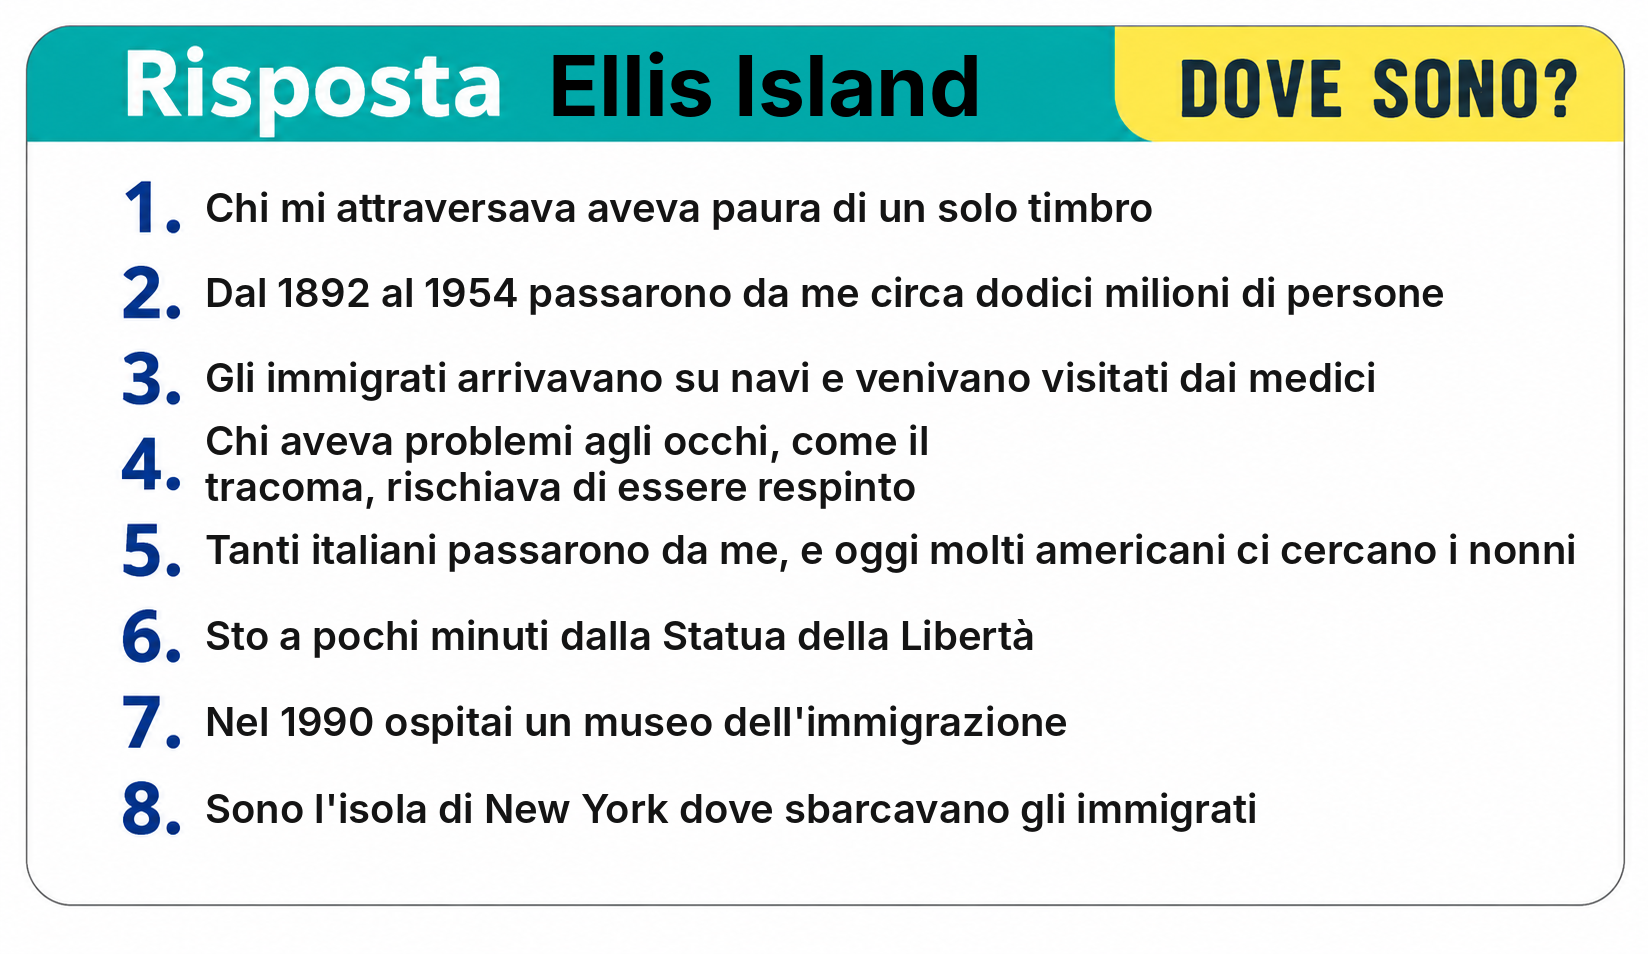 Risposta Ellis Island DOVE SONO?
1. Chi mi attraversava aveva paura di un solo timbro
2. Dal 1892 al 1954 passarono da me circa dodici milioni di persone
3. Gli immigrati arrivavano su navi e venivano visitati dai medici
4. Chi aveva problemi agli occhi, come il
tracoma, rischiava di essere respinto
5. Tanti italiani passarono da me, e oggi molti americani ci cercano i nonni
6. Sto a pochi minuti dalla Statua della Libertà
7. Nel 1990 ospitai un museo dell'immigrazione
8. Sono l'isola di New York dove sbarcavano gli immigrati